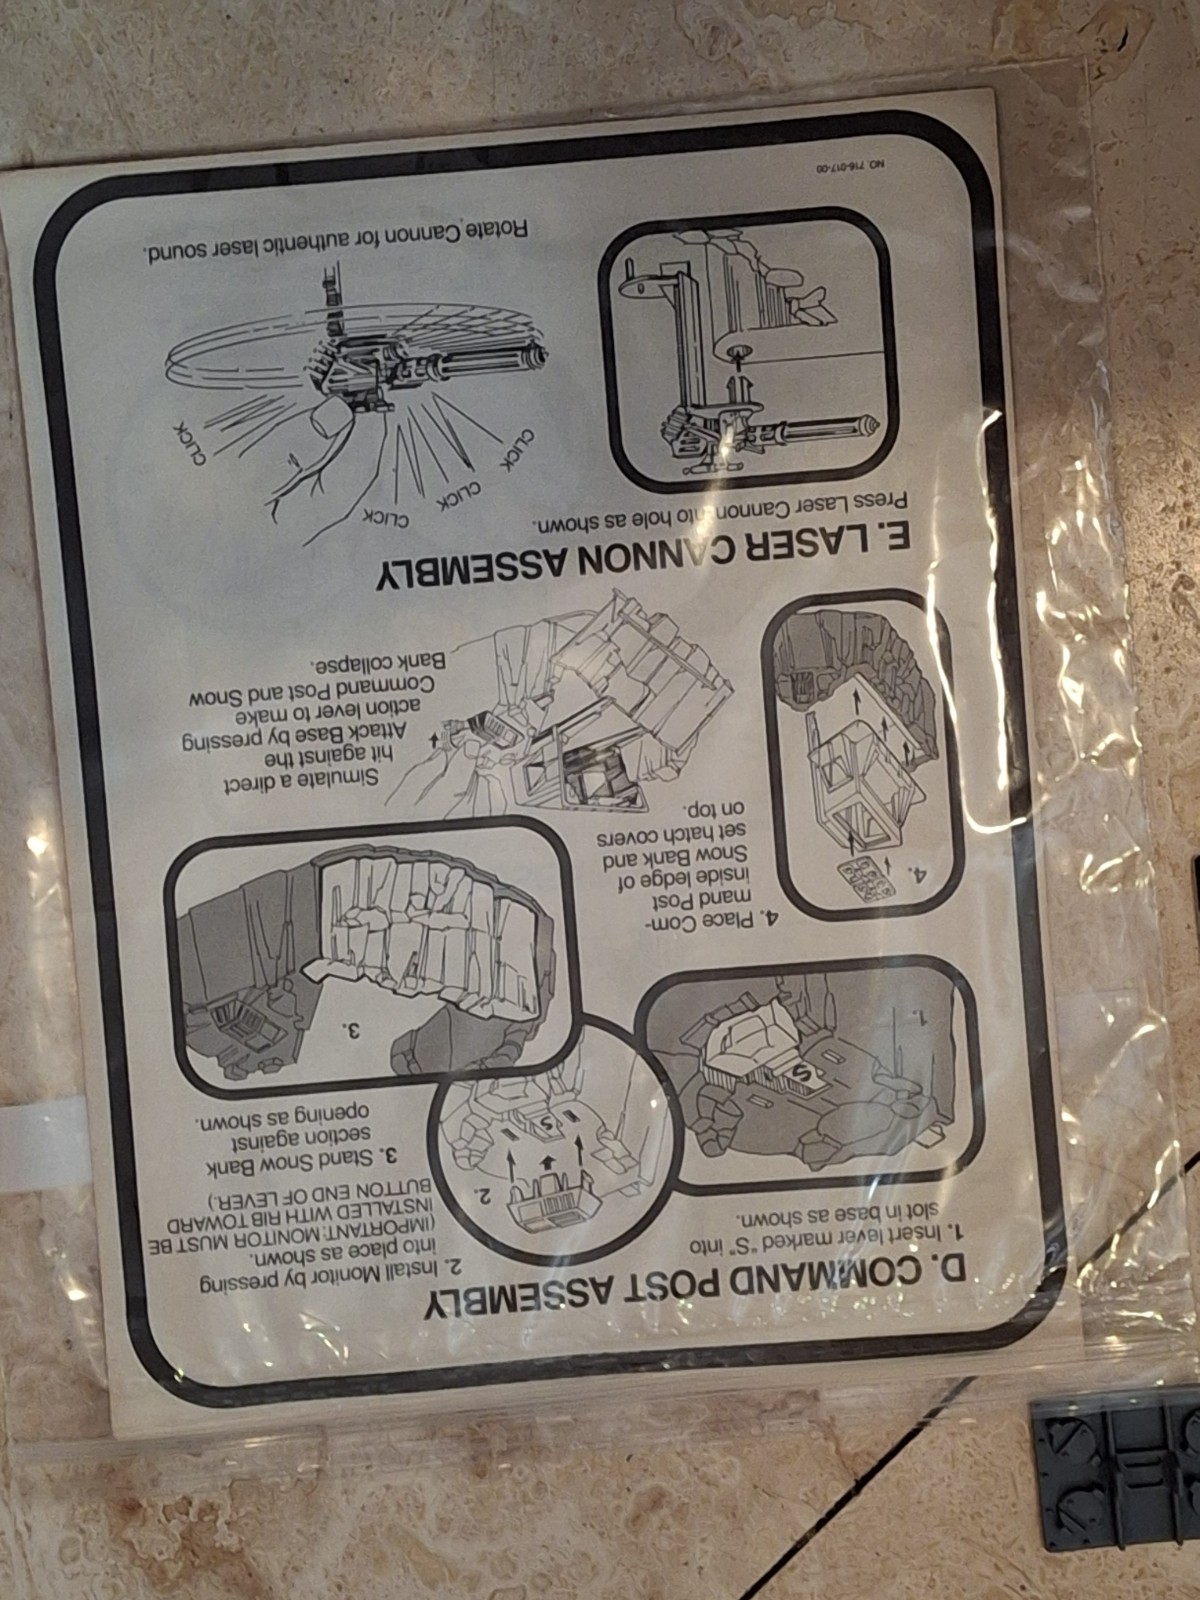 D. COMMAND POST ASSEMBLY
1. Insert lever marked "S" into
slot in base as shown.
2. Install Monitor by pressing
into place as shown.
(IMPORTANT: MONITOR MUST BE
INSTALLED WITH RIB TOWARD
BUTTON END OF LEVER.)
1.
S
2.
S
3. Stand Snow Bank
section against
opening as shown.
3.
4. Place Com-
mand Post
inside ledge of
Snow Bank and
set hatch covers
on top.
4.
Simulate a direct
hit against the
Attack Base by pressing
action lever to make
Command Post and Snow
Bank collapse.
E. LASER CANNON ASSEMBLY
Press Laser Cannon into hole as shown.
CLICK
CLICK
CLICK
CLICK
Rotate Cannon for authentic laser sound.
NO. 716-017-00